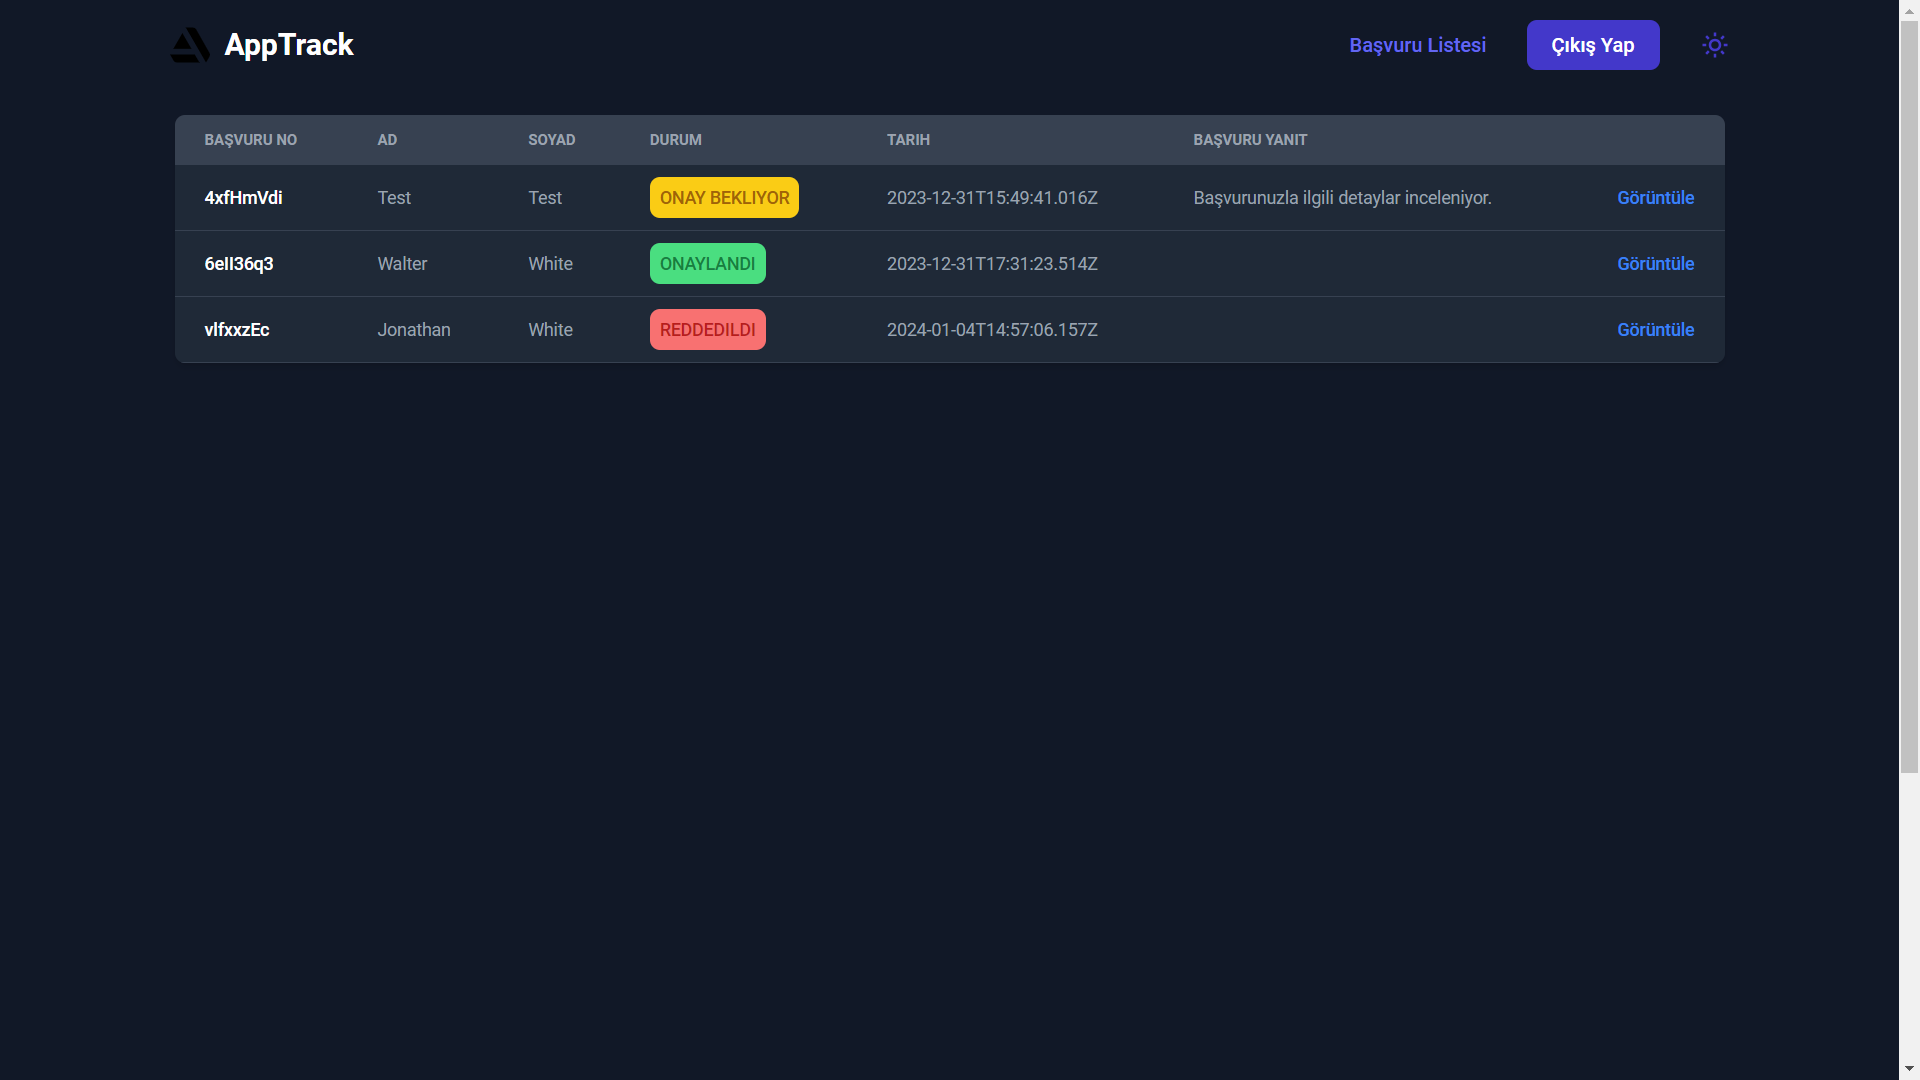 AppTrack
Başvuru Listesi
Çıkış Yap
BAŞVURU NO AD SOYAD DURUM TARIH BAŞVURU YANIT
4xfHmVdi Test Test ONAY BEKLIYOR 2023-12-31T15:49:41.016Z Başvurunuzla ilgili detaylar inceleniyor. Görüntüle
6eII36q3 Walter White ONAYLANDI 2023-12-31T17:31:23.514Z Görüntüle
vlfxxzEc Jonathan White REDDEDILDI 2024-01-04T14:57:06.157Z Görüntüle